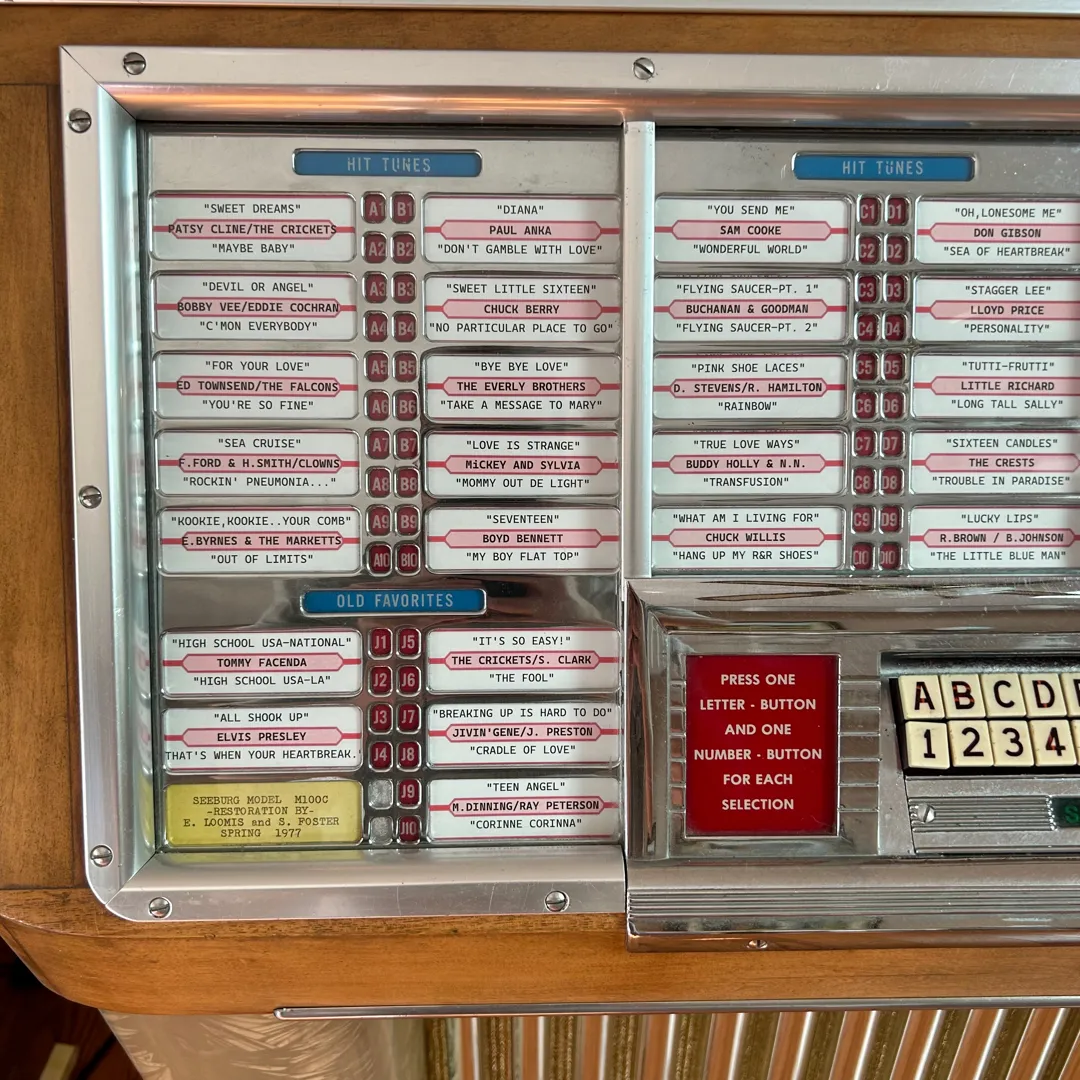 HIT TUNES
"SWEET DREAMS"
PATSY CLINE/THE CRICKETS
"MAYBE BABY"
A1 B1
A2 B2
"DIANA"
PAUL ANKA
"DON'T GAMBLE WITH LOVE"
"DEVIL OR ANGEL"
BOBBY VEE/EDDIE COCHRAN
"C'MON EVERYBODY"
A3 B3
A4 B4
"SWEET LITTLE SIXTEEN"
CHUCK BERRY
"NO PARTICULAR PLACE TO GO"
"FOR YOUR LOVE"
ED TOWNSEND/THE FALCONS
"YOU'RE SO FINE"
A5 B5
A6 B6
"BYE BYE LOVE"
THE EVERLY BROTHERS
"TAKE A MESSAGE TO MARY"
"SEA CRUISE"
F.FORD & H.SMITH/CLOWNS
"ROCKIN' PNEUMONIA..."
A7 B7
A8 B8
"LOVE IS STRANGE"
MiCKEY AND SYLVIA
"MOMMY OUT DE LIGHT"
"KOOKIE,KOOKIE..YOUR COMB"
E.BYRNES & THE MARKETTS
"OUT OF LIMITS"
A9 B9
A10 B10
"SEVENTEEN"
BOYD BENNETT
"MY BOY FLAT TOP"
OLD FAVORITES
"HIGH SCHOOL USA-NATIONAL"
TOMMY FACENDA
"HIGH SCHOOL USA-LA"
J1 J5
J2 J6
"IT'S SO EASY!"
THE CRICKETS/S. CLARK
"THE FOOL"
"ALL SHOOK UP"
ELVIS PRESLEY
THAT'S WHEN YOUR HEARTBREAK.
J3 J7
J4 J8
"BREAKING UP IS HARD TO DO"
JIVIN'GENE/J. PRESTON
"CRADLE OF LOVE"
SEEBURG MODEL M100C
-RESTORATION BY-
E. LOOMIS and S. FOSTER
SPRING 1977
J9
J10
"TEEN ANGEL"
M.DINNING/RAY PETERSON
"CORINNE CORINNA"
HIT TUNES
"YOU SEND ME"
SAM COOKE
"WONDERFUL WORLD"
C1 D1
C2 D2
"OH,LONESOME ME"
DON GIBSON
"SEA OF HEARTBREAK"
"FLYING SAUCER-PT. 1"
BUCHANAN & GOODMAN
"FLYING SAUCER-PT. 2"
C3 D3
C4 D4
"STAGGER LEE"
LLOYD PRICE
"PERSONALITY"
"PINK SHOE LACES"
D. STEVENS/R. HAMILTON
"RAINBOW"
C5 D5
C6 D6
"TUTTI-FRUTTI"
LITTLE RICHARD
"LONG TALL SALLY"
"TRUE LOVE WAYS"
BUDDY HOLLY & N.N.
"TRANSFUSION"
C7 D7
C8 D8
"SIXTEEN CANDLES"
THE CRESTS
"TROUBLE IN PARADISE"
"WHAT AM I LIVING FOR"
CHUCK WILLIS
"HANG UP MY R&R SHOES"
C9 D9
C10 D10
"LUCKY LIPS"
R.BROWN / B.JOHNSON
"THE LITTLE BLUE MAN"
PRESS ONE
LETTER - BUTTON
AND ONE
NUMBER - BUTTON
FOR EACH
SELECTION
A B C D
1 2 3 4